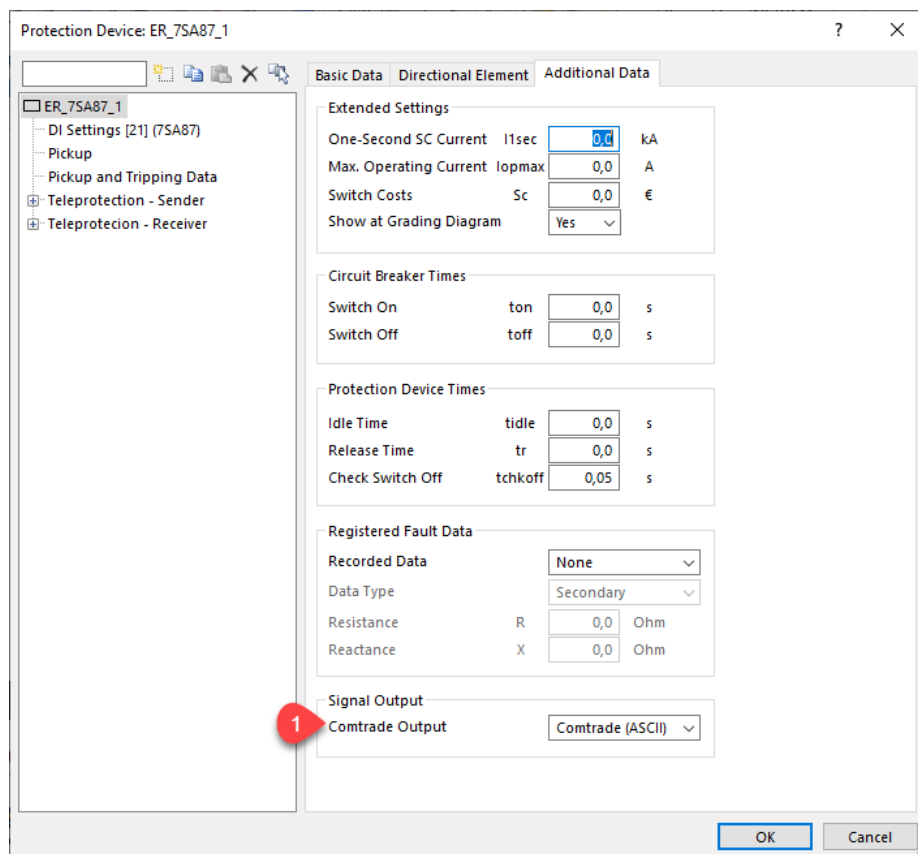 Protection Device: ER_7SA87_1 ? X
Basic Data Directional Element Additional Data
ER_7SA87_1
DI Settings [21] (7SA87)
Pickup
Pickup and Tripping Data
Teleprotection - Sender
Teleprotecion - Receiver
Extended Settings
One-Second SC Current I1sec 0,0 kA
Max. Operating Current Iopmax 0,0 A
Switch Costs Sc 0,0 €
Show at Grading Diagram Yes
Circuit Breaker Times
Switch On ton 0,0 s
Switch Off toff 0,0 s
Protection Device Times
Idle Time tidle 0,0 s
Release Time tr 0,0 s
Check Switch Off tchkoff 0,05 s
Registered Fault Data
Recorded Data None
Data Type Secondary
Resistance R 0,0 Ohm
Reactance X 0,0 Ohm
Signal Output
1 Comtrade Output Comtrade (ASCII)
OK Cancel